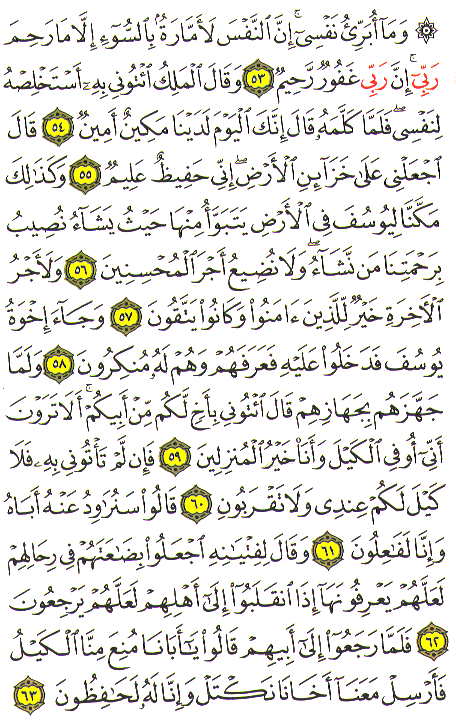 ۞ وَمَآ أُبَرِّئُ نَفْسِىٓ ۚ إِنَّ ٱلنَّفْسَ لَأَمَّارَةٌۢ بِٱلسُّوٓءِ إِلَّا مَا رَحِمَ
رَبِّىٓ ۚ إِنَّ رَبِّى غَفُورٌ رَّحِيمٌ ٥٣ وَقَالَ ٱلْمَلِكُ ٱئْتُونِى بِهِۦٓ أَسْتَخْلِصْهُ
لِنَفْسِى ۖ فَلَمَّا كَلَّمَهُۥ قَالَ إِنَّكَ ٱلْيَوْمَ لَدَيْنَا مَكِينٌ أَمِينٌ ٥٤ قَالَ
ٱجْعَلْنِى عَلَىٰ خَزَآئِنِ ٱلْأَرْضِ ۖ إِنِّى حَفِيظٌ عَلِيمٌ ٥٥ وَكَذَٰلِكَ
مَكَّنَّا لِيُوسُفَ فِى ٱلْأَرْضِ يَتَبَوَّأُ مِنْهَا حَيْثُ يَشَآءُ ۚ نُصِيبُ
بِرَحْمَتِنَا مَن نَّشَآءُ ۖ وَلَا نُضِيعُ أَجْرَ ٱلْمُحْسِنِينَ ٥٦ وَلَأَجْرُ
ٱلْأَخِرَةِ خَيْرٌ لِّلَّذِينَ ءَامَنُوا۟ وَكَانُوا۟ يَتَّقُونَ ٥٧ وَجَآءَ إِخْوَةُ
يُوسُفَ فَدَخَلُوا۟ عَلَيْهِ فَعَرَفَهُمْ وَهُمْ لَهُۥ مُنكِرُونَ ٥٨ وَلَمَّا
جَهَّزَهُم بِجَهَازِهِمْ قَالَ ٱئْتُونِى بِأَخٍ لَّكُم مِّنْ أَبِيكُمْ ۚ أَلَا تَرَوْنَ
أَنِّىٓ أُوفِى ٱلْكَيْلَ وَأَنَا۠ خَيْرُ ٱلْمُنزِلِينَ ٥٩ فَإِن لَّمْ تَأْتُونِى بِهِۦ فَلَا
كَيْلَ لَكُمْ عِندِى وَلَا تَقْرَبُونِ ٦٠ قَالُوا۟ سَنُرَٰوِدُ عَنْهُ أَبَاهُ
وَإِنَّا لَفَٰعِلُونَ ٦١ وَقَالَ لِفِتْيَٰنِهِ ٱجْعَلُوا۟ بِضَٰعَتَهُمْ فِى رِحَالِهِمْ
لَعَلَّهُمْ يَعْرِفُونَهَآ إِذَا ٱنقَلَبُوٓا۟ إِلَىٰٓ أَهْلِهِمْ لَعَلَّهُمْ يَرْجِعُونَ
٦٢ فَلَمَّا رَجَعُوٓا۟ إِلَىٰٓ أَبِيهِمْ قَالُوا۟ يَٰٓأَبَانَا مُنِعَ مِنَّا ٱلْكَيْلُ
فَأَرْسِلْ مَعَنَآ أَخَانَا نَكْتَلْ وَإِنَّا لَهُۥ لَحَٰفِظُونَ ٦٣